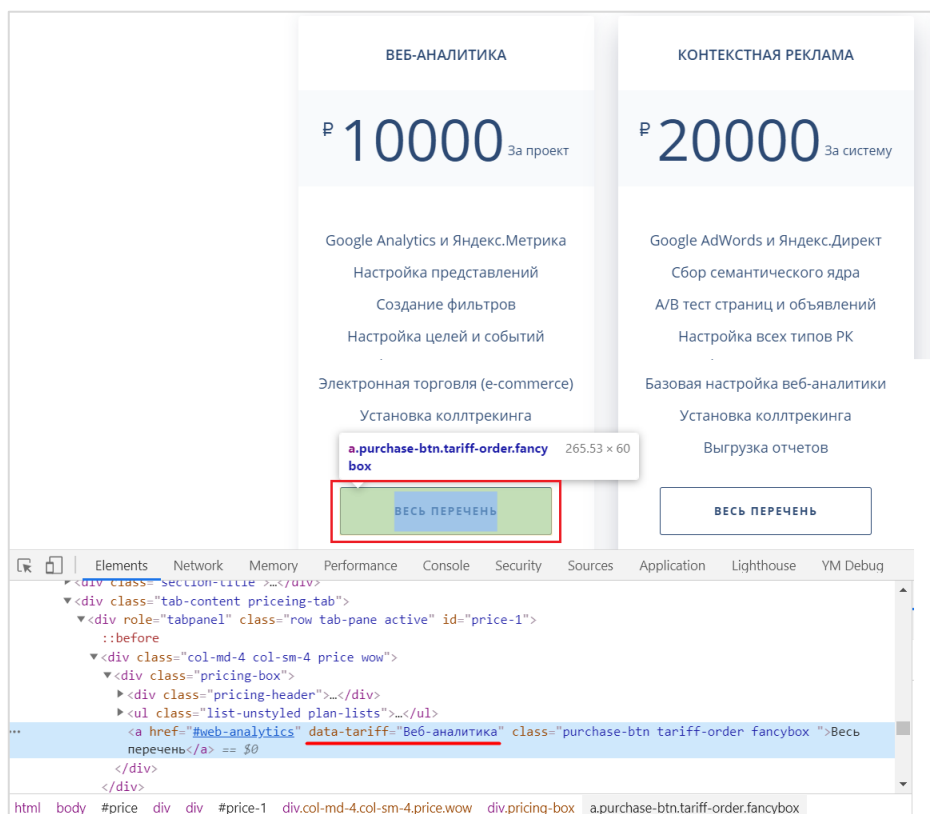 ВЕБ-АНАЛИТИКА
₽ 10000 За проект
Google Analytics и Яндекс.Метрика
Настройка представлений
Создание фильтров
Настройка целей и событий
Электронная торговля (e-commerce)
Установка коллтрекинга
a.purchase-btn.tariff-order.fancy
box
265.53 × 60
ВЕСЬ ПЕРЕЧЕНЬ
КОНТЕКСТНАЯ РЕКЛАМА
₽ 20000 За систему
Google AdWords и Яндекс.Директ
Сбор семантического ядра
A/B тест страниц и объявлений
Настройка всех типов РК
Базовая настройка веб-аналитики
Установка коллтрекинга
Выгрузка отчетов
ВЕСЬ ПЕРЕЧЕНЬ
Elements Network Memory Performance Console Security Sources Application Lighthouse YM Debug
▶<div class="section-title">…</div>
▼<div class="tab-content priceing-tab">
▼<div role="tabpanel" class="row tab-pane active" id="price-1">
::before
▼<div class="col-md-4 col-sm-4 price wow">
▼<div class="pricing-box">
▶<div class="pricing-header">…</div>
▶<ul class="list-unstyled plan-lists">…</ul>
… <a href="#web-analytics" data-tariff="Веб-аналитика" class="purchase-btn tariff-order fancybox ">Весь
перечень</a> == $0
</div>
</div>
html body #price div div #price-1 div.col-md-4.col-sm-4.price.wow div.pricing-box a.purchase-btn.tariff-order.fancybox